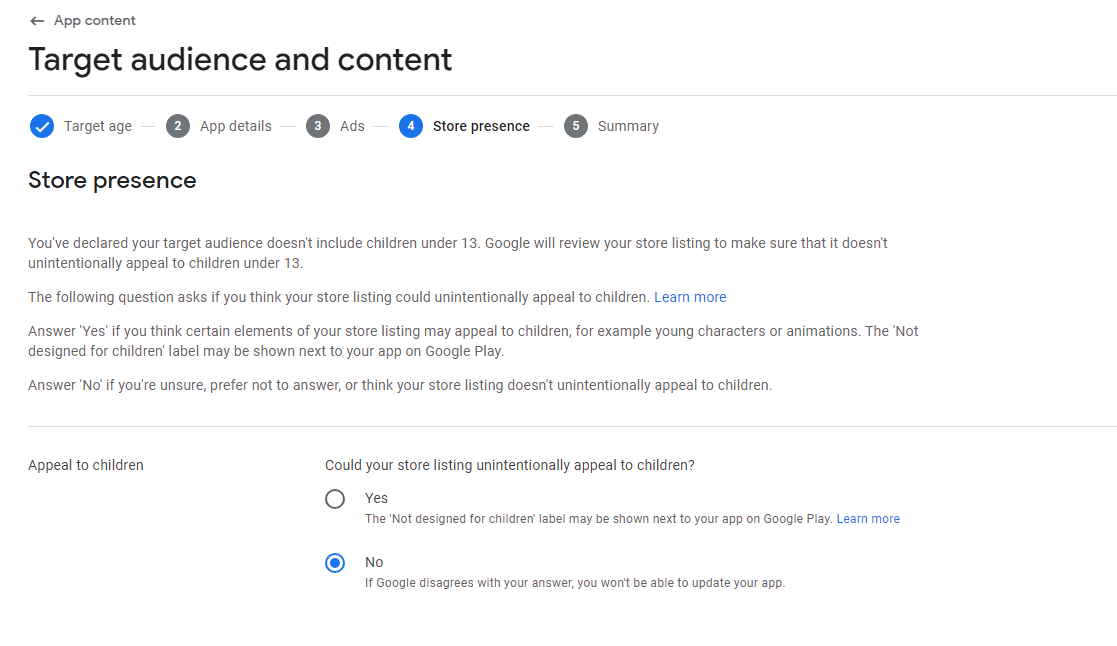 App content
Target audience and content
Target age
2 App details
3 Ads
4 Store presence
5 Summary
Store presence
You've declared your target audience doesn't include children under 13. Google will review your store listing to make sure that it doesn't
unintentionally appeal to children under 13.
The following question asks if you think your store listing could unintentionally appeal to children. Learn more
Answer 'Yes' if you think certain elements of your store listing may appeal to children, for example young characters or animations. The 'Not
designed for children' label may be shown next to your app on Google Play.
Answer 'No' if you're unsure, prefer not to answer, or think your store listing doesn't unintentionally appeal to children.
Appeal to children
Could your store listing unintentionally appeal to children?
Yes
The 'Not designed for children' label may be shown next to your app on Google Play. Learn more
No
If Google disagrees with your answer, you won't be able to update your app.